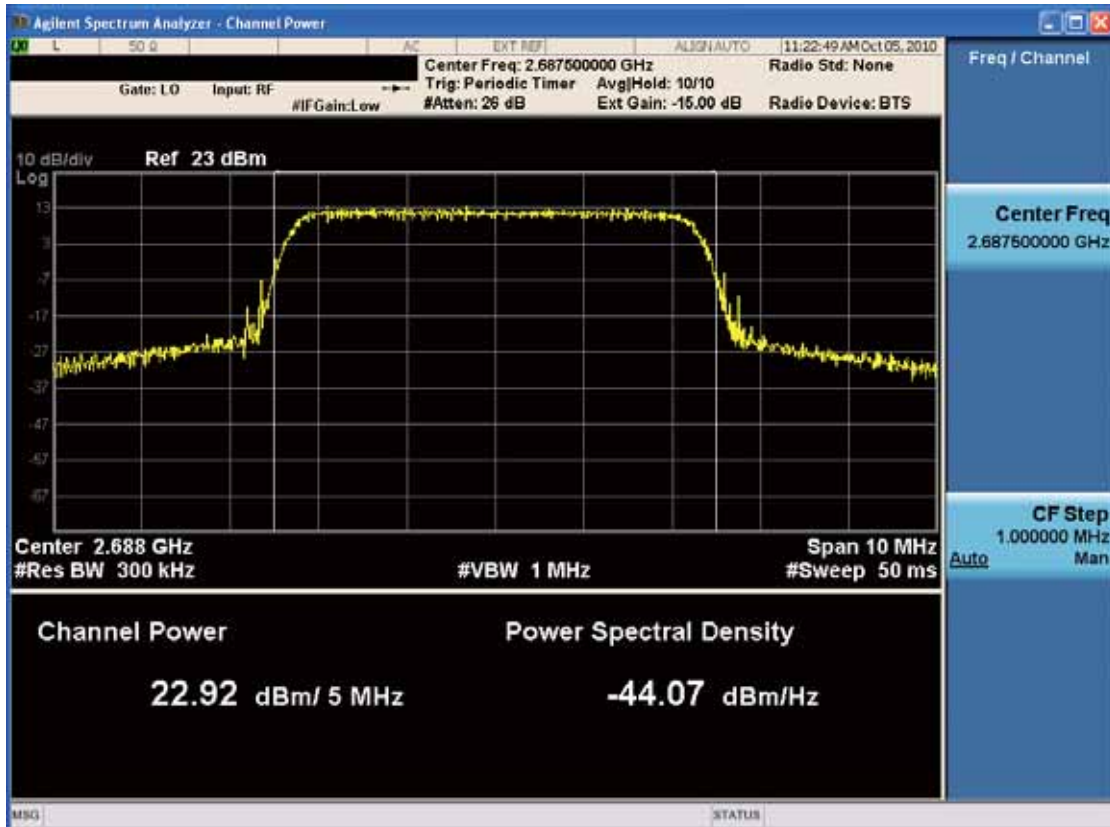 Agilent Spectrum Analyzer - Channel Power
L 50 Ω AC EXT REF ALIGN AUTO 11:22:49 AM Oct 05, 2010
Center Freq: 2.687500000 GHz Radio Std: None
Gate: LO Input: RF Trig: Periodic Timer Avg|Hold: 10/10
#IFGain:Low #Atten: 26 dB Ext Gain: -15.00 dB Radio Device: BTS
10 dB/div Ref 23 dBm
Log
13
3
-7
-17
-27
-37
-47
-57
-67
Center 2.688 GHz Span 10 MHz
#Res BW 300 kHz #VBW 1 MHz #Sweep 50 ms
Channel Power Power Spectral Density
22.92 dBm/ 5 MHz -44.07 dBm/Hz
MSG STATUS
Freq / Channel
Center Freq
2.687500000 GHz
CF Step
1.000000 MHz
Auto Man